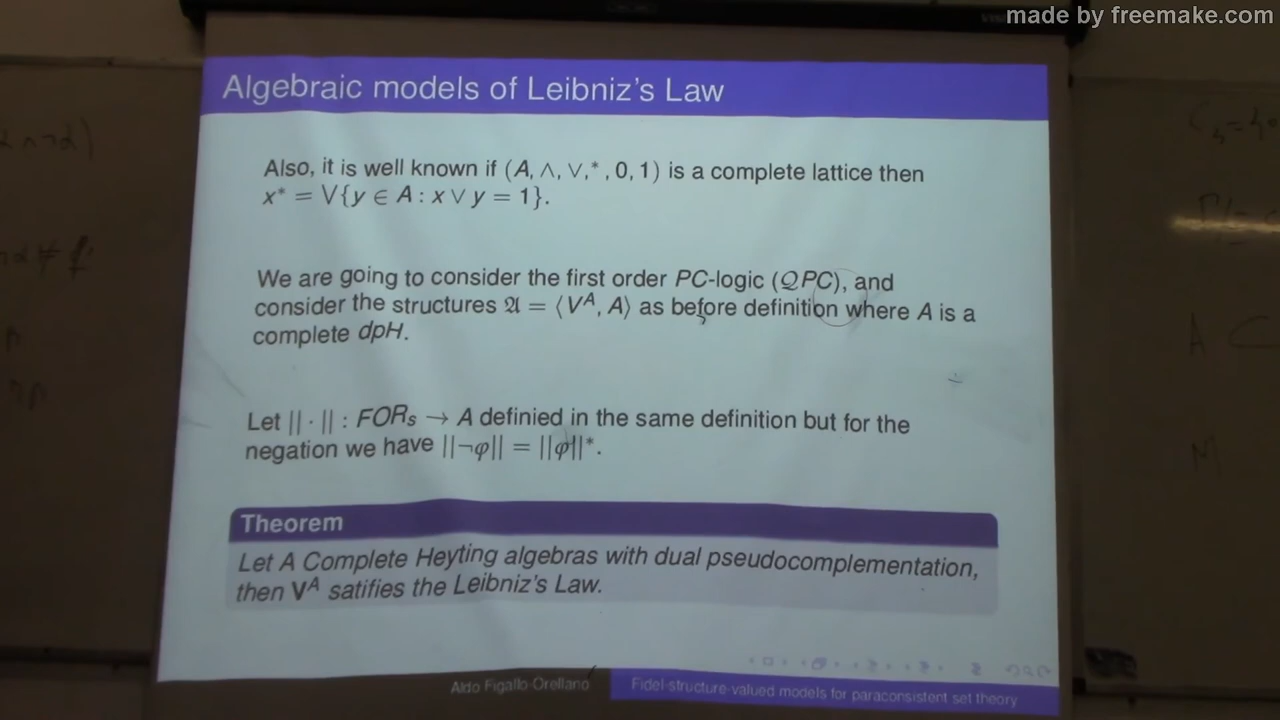 made by freemake.com
Algebraic models of Leibniz's Law
Also, it is well known if (A, ∧, ∨,* , 0, 1) is a complete lattice then
x* = V{y ∈ A : x ∨ y = 1}.
We are going to consider the first order PC-logic (QPC), and
consider the structures 𝔄 = ⟨V^A, A⟩ as before definition where A is a
complete dpH.
Let || · || : FOR_s → A definied in the same definition but for the
negation we have ||¬φ|| = ||φ||*.
Theorem
Let A Complete Heyting algebras with dual pseudocomplementation,
then V^A satifies the Leibniz's Law.
Aldo Figallo-Orellano
Fidel-structure-valued models for paraconsistent set theory